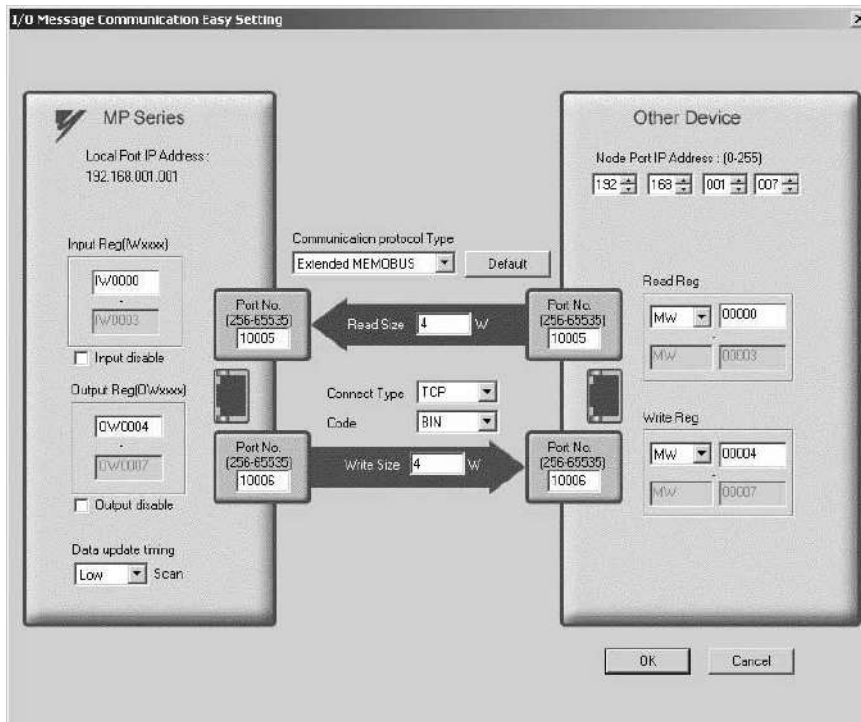 I/O Message Communication Easy Setting
MP Series
Local Port IP Address :
192.168.001.001
Input Reg(IWxxxx)
IW0000
-
IW0003
Input disable
Output Reg(OWxxxx)
OW0004
-
OW0007
Output disable
Data update timing
Low Scan
Communication protocol Type
Extended MEMOBUS Default
Port No.
(256-65535)
10005
Read Size 4 W
Port No.
(256-65535)
10005
Connect Type TCP
Code BIN
Port No.
(256-65535)
10006
Write Size 4 W
Port No.
(256-65535)
10006
Other Device
Node Port IP Address : (0-255)
192 168 001 007
Read Reg
MW 00000
-
MW 00003
Write Reg
MW 00004
-
MW 00007
OK Cancel